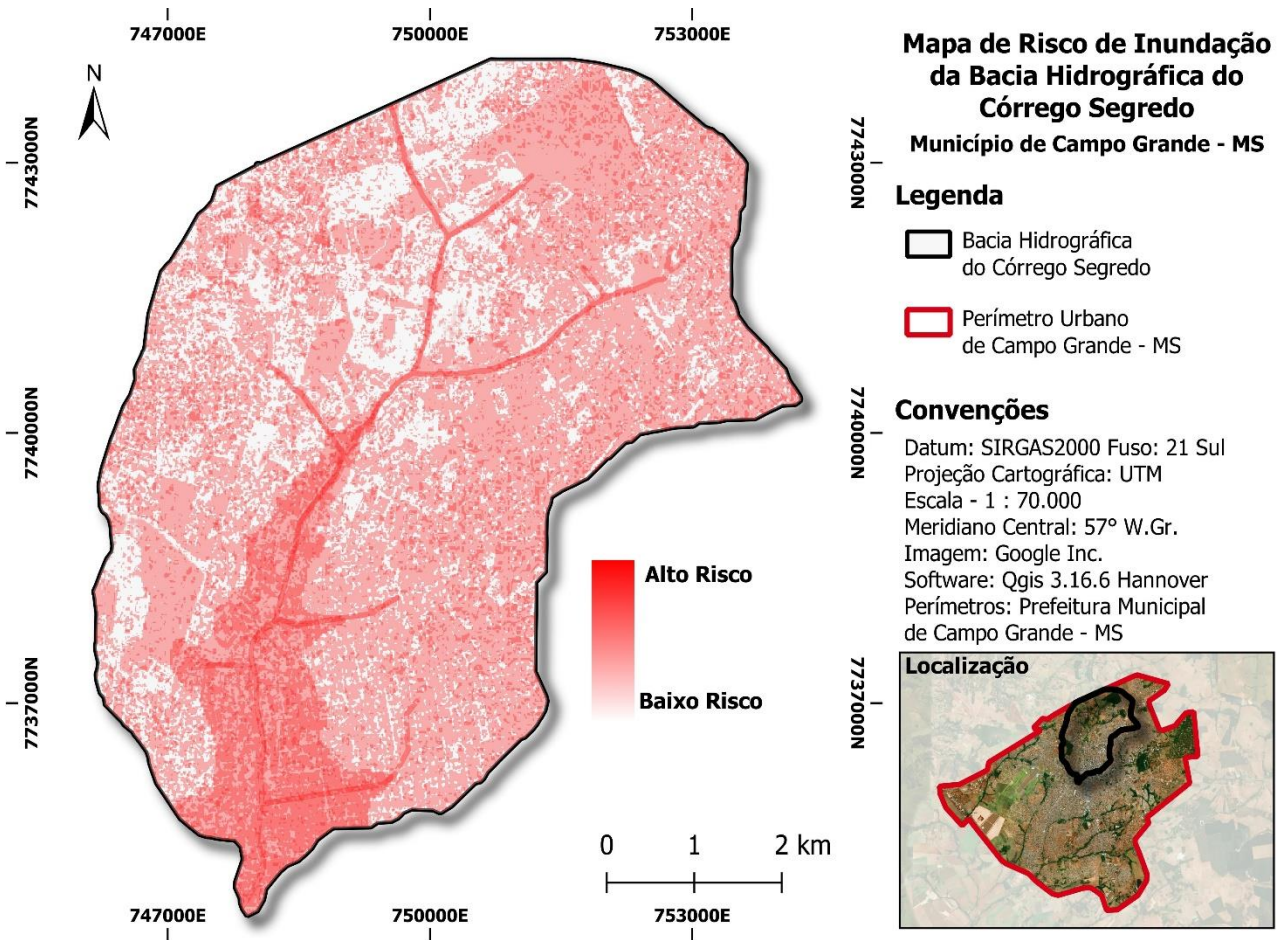 747000E
750000E
753000E
N
7743000N
7740000N
7737000N
7743000N
7740000N
7737000N
Alto Risco
Baixo Risco
0 1 2 km
747000E
750000E
753000E
Mapa de Risco de Inundação
da Bacia Hidrográfica do
Córrego Segredo
Município de Campo Grande - MS
Legenda
Bacia Hidrográfica
do Córrego Segredo
Perímetro Urbano
de Campo Grande - MS
Convenções
Datum: SIRGAS2000 Fuso: 21 Sul
Projeção Cartográfica: UTM
Escala - 1 : 70.000
Meridiano Central: 57° W.Gr.
Imagem: Google Inc.
Software: Qgis 3.16.6 Hannover
Perímetros: Prefeitura Municipal
de Campo Grande - MS
Localização